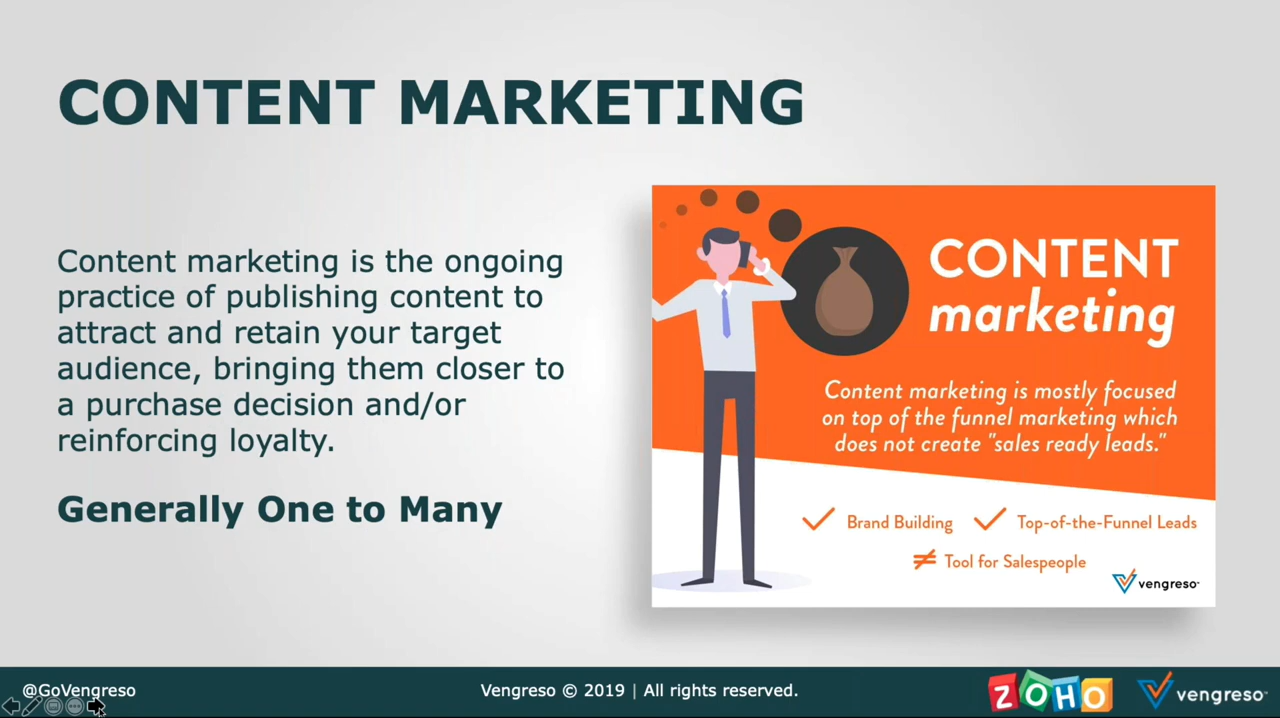 CONTENT MARKETING
Content marketing is the ongoing
practice of publishing content to
attract and retain your target
audience, bringing them closer to
a purchase decision and/or
reinforcing loyalty.
Generally One to Many
CONTENT
marketing
Content marketing is mostly focused
on top of the funnel marketing which
does not create "sales ready leads."
✓ Brand Building ✓ Top-of-the-Funnel Leads
≠ Tool for Salespeople
vengreso
@GoVengreso
Vengreso © 2019 | All rights reserved.
ZOHO
vengreso